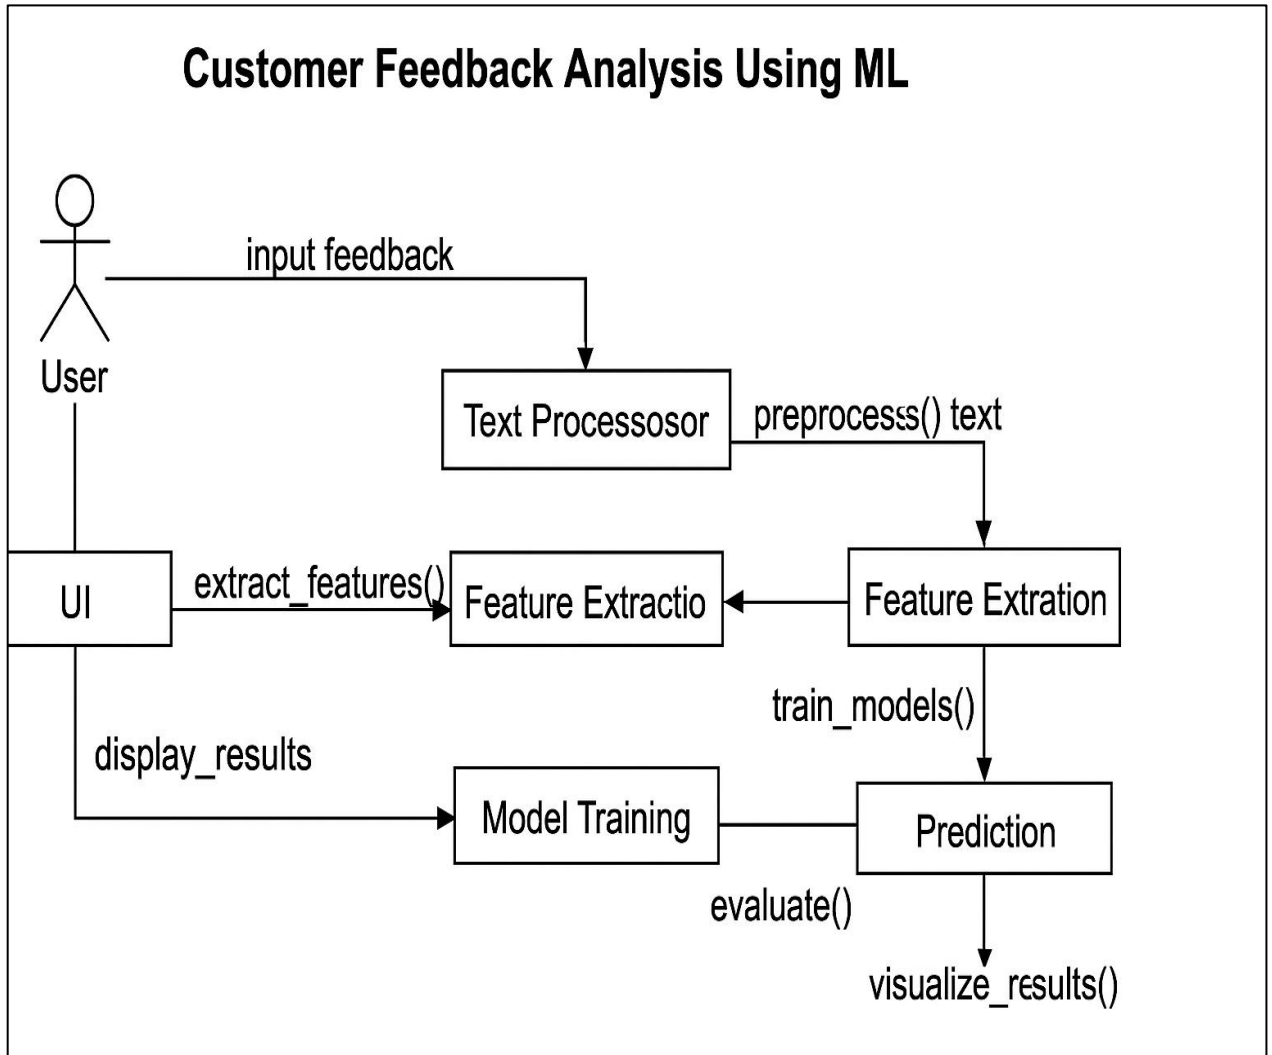 Customer Feedback Analysis Using ML
input feedback
User
Text Processosor
preprocess() text
UI
extract_features()
Feature Extractio
Feature Extration
train_models()
display_results
Model Training
Prediction
evaluate()
visualize_results()